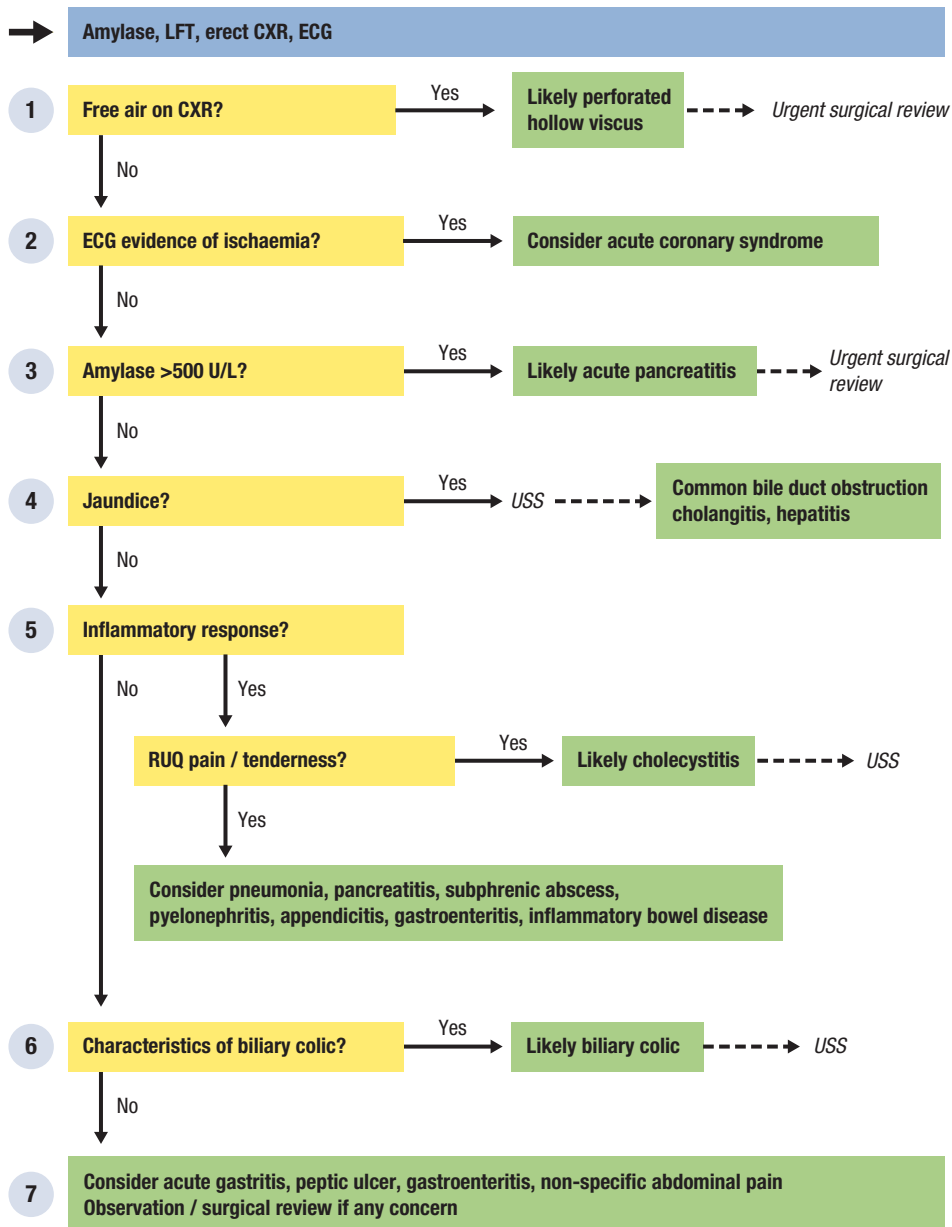 Amylase, LFT, erect CXR, ECG
1
Free air on CXR?
Yes
Likely perforated
hollow viscus
Urgent surgical review
No
2
ECG evidence of ischaemia?
Yes
Consider acute coronary syndrome
No
3
Amylase >500 U/L?
Yes
Likely acute pancreatitis
Urgent surgical
review
No
4
Jaundice?
Yes
USS
Common bile duct obstruction
cholangitis, hepatitis
No
5
Inflammatory response?
No
Yes
RUQ pain / tenderness?
Yes
Likely cholecystitis
USS
Yes
Consider pneumonia, pancreatitis, subphrenic abscess,
pyelonephritis, appendicitis, gastroenteritis, inflammatory bowel disease
6
Characteristics of biliary colic?
Yes
Likely biliary colic
USS
No
7
Consider acute gastritis, peptic ulcer, gastroenteritis, non-specific abdominal pain
Observation / surgical review if any concern